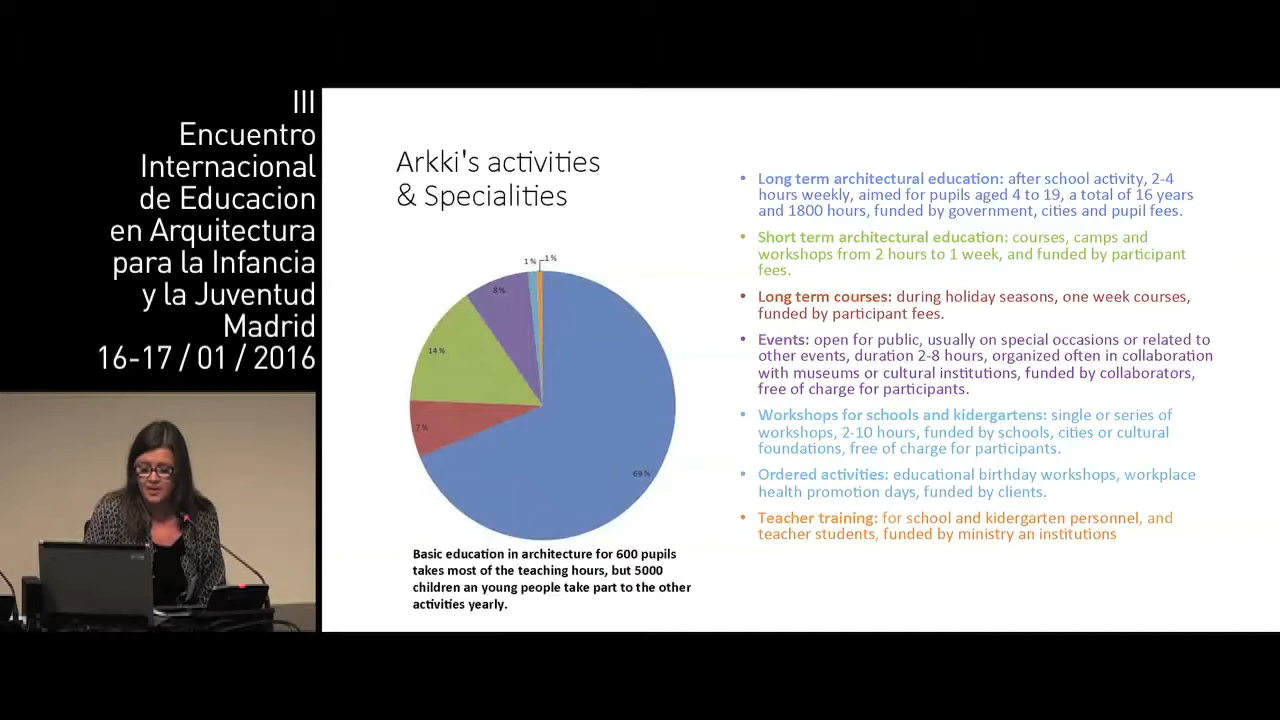 III
Encuentro
Internacional
de Educacion
en Arquitectura
para la Infancia
y la Juventud
Madrid
16-17 / 01 / 2016
Arkki's activities
& Specialities
1 %
1 %
8 %
14 %
7 %
69 %
Basic education in architecture for 600 pupils
takes most of the teaching hours, but 5000
children an young people take part to the other
activities yearly.
• Long term architectural education: after school activity, 2-4
hours weekly, aimed for pupils aged 4 to 19, a total of 16 years
and 1800 hours, funded by government, cities and pupil fees.
• Short term architectural education: courses, camps and
workshops from 2 hours to 1 week, and funded by participant
fees.
• Long term courses: during holiday seasons, one week courses,
funded by participant fees.
• Events: open for public, usually on special occasions or related to
other events, duration 2-8 hours, organized often in collaboration
with museums or cultural institutions, funded by collaborators,
free of charge for participants.
• Workshops for schools and kidergartens: single or series of
workshops, 2-10 hours, funded by schools, cities or cultural
foundations, free of charge for participants.
• Ordered activities: educational birthday workshops, workplace
health promotion days, funded by clients.
• Teacher training: for school and kidergarten personnel, and
teacher students, funded by ministry an institutions